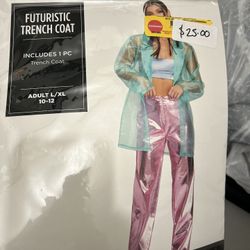 FUTURISTIC
TRENCH COAT
INCLUDES 1 PC
Trench Coat
ADULT L/XL
10-12
$25.00